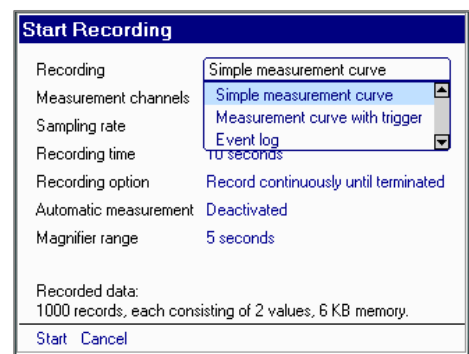 Start Recording
Recording Simple measurement curve
Measurement channels Simple measurement curve
Sampling rate Measurement curve with trigger
Event log
Recording time 10 seconds
Recording option Record continuously until terminated
Automatic measurement Deactivated
Magnifier range 5 seconds
Recorded data:
1000 records, each consisting of 2 values, 6 KB memory.
Start Cancel